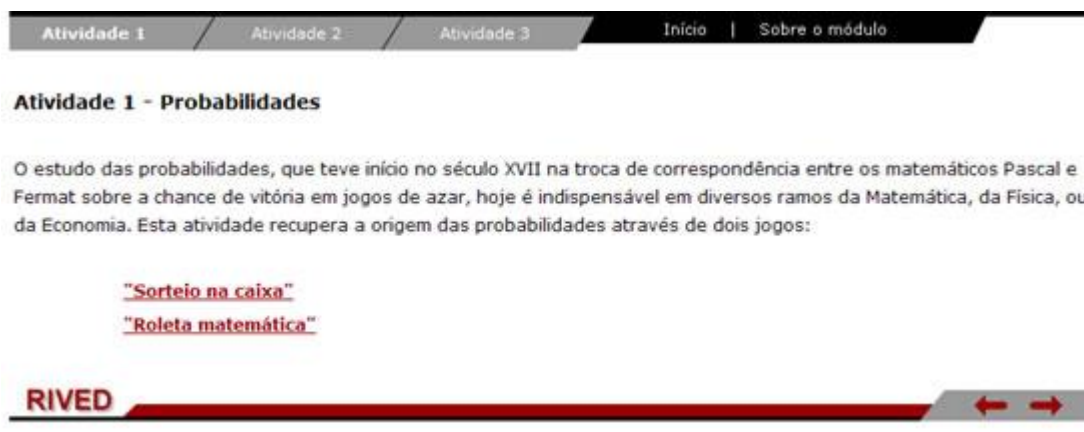 Atividade 1 Atividade 2 Atividade 3 Início | Sobre o módulo
Atividade 1 - Probabilidades
O estudo das probabilidades, que teve início no século XVII na troca de correspondência entre os matemáticos Pascal e
Fermat sobre a chance de vitória em jogos de azar, hoje é indispensável em diversos ramos da Matemática, da Física, ou
da Economia. Esta atividade recupera a origem das probabilidades através de dois jogos:
"Sorteio na caixa"
"Roleta matemática"
RIVED